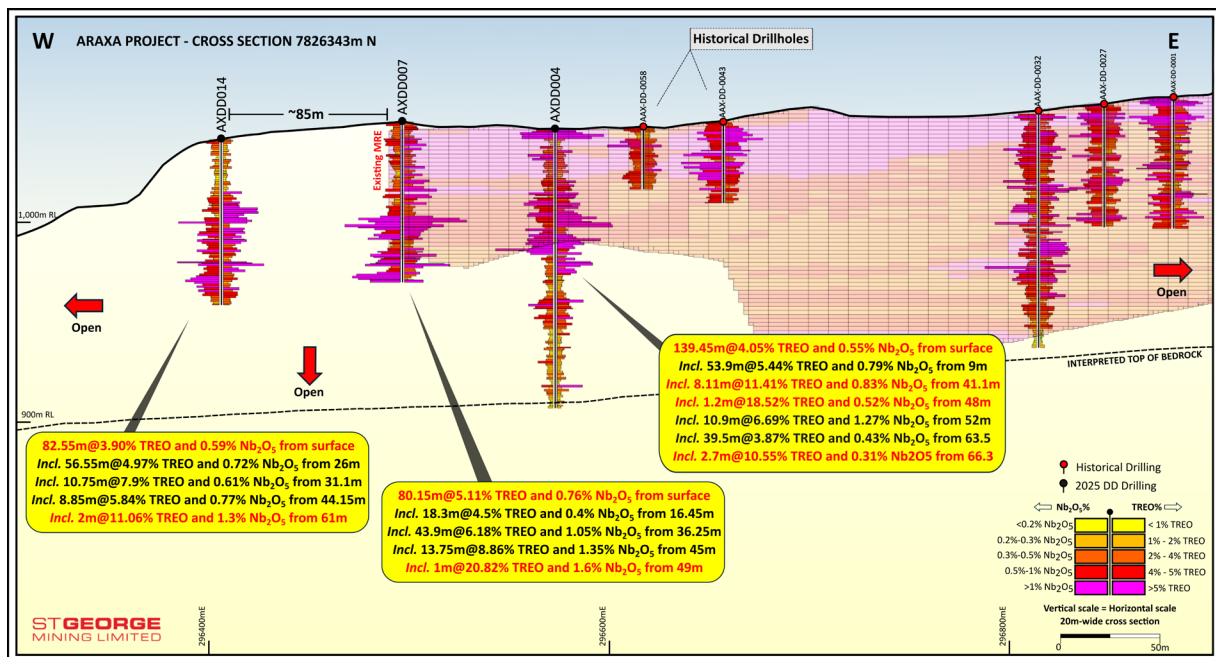 W
ARAXA PROJECT - CROSS SECTION 7826343m N
E
Historical Drillholes
AXDD014
~85m
AXDD007
AXDD004
AAX-DD-0058
AAX-DD-0043
AAX-DD-0032
AAX-DD-0027
AAX-DD-0001
Existing MRE
1,000m RL
Open
Open
Open
INTERPRETED TOP OF BEDROCK
900m RL
139.45m@4.05% TREO and 0.55% Nb₂O₅ from surface
Incl. 53.9m@5.44% TREO and 0.79% Nb₂O₅ from 9m
Incl. 8.11m@11.41% TREO and 0.83% Nb₂O₅ from 41.1m
Incl. 1.2m@18.52% TREO and 0.52% Nb₂O₅ from 48m
Incl. 10.9m@6.69% TREO and 1.27% Nb₂O₅ from 52m
Incl. 39.5m@3.87% TREO and 0.43% Nb₂O₅ from 63.5
Incl. 2.7m@10.55% TREO and 0.31% Nb2O5 from 66.3
82.55m@3.90% TREO and 0.59% Nb₂O₅ from surface
Incl. 56.55m@4.97% TREO and 0.72% Nb₂O₅ from 26m
Incl. 10.75m@7.9% TREO and 0.61% Nb₂O₅ from 31.1m
Incl. 8.85m@5.84% TREO and 0.77% Nb₂O₅ from 44.15m
Incl. 2m@11.06% TREO and 1.3% Nb₂O₅ from 61m
80.15m@5.11% TREO and 0.76% Nb₂O₅ from surface
Incl. 18.3m@4.5% TREO and 0.4% Nb₂O₅ from 16.45m
Incl. 43.9m@6.18% TREO and 1.05% Nb₂O₅ from 36.25m
Incl. 13.75m@8.86% TREO and 1.35% Nb₂O₅ from 45m
Incl. 1m@20.82% TREO and 1.6% Nb₂O₅ from 49m
Historical Drilling
2025 DD Drilling
Nb₂O₅% TREO%
<0.2% Nb₂O₅ < 1% TREO
0.2%-0.3% Nb₂O₅ 1% - 2% TREO
0.3%-0.5% Nb₂O₅ 2% - 4% TREO
0.5%-1% Nb₂O₅ 4% - 5% TREO
>1% Nb₂O₅ >5% TREO
Vertical scale = Horizontal scale
20m-wide cross section
0 50m
ST GEORGE
MINING LIMITED
296400mE
296600mE
296800mE